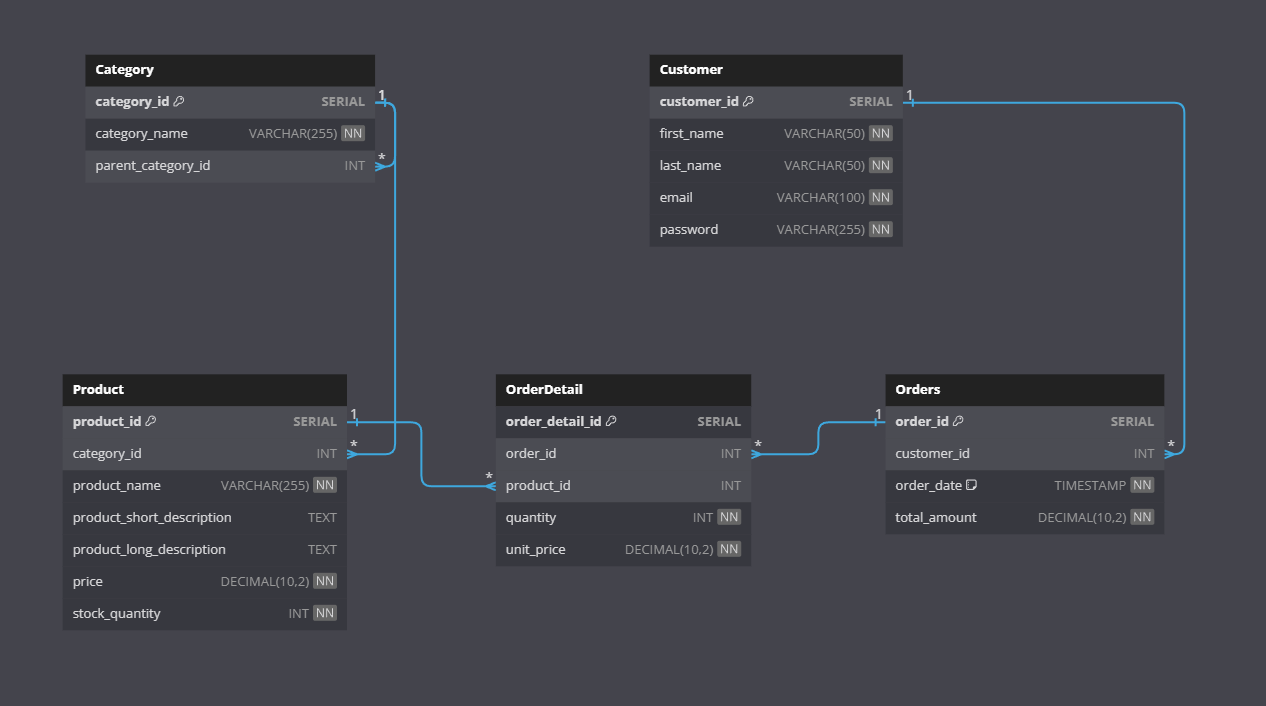 Category
category_id SERIAL
category_name VARCHAR(255) NN
parent_category_id INT
1
*
Customer
customer_id SERIAL
first_name VARCHAR(50) NN
last_name VARCHAR(50) NN
email VARCHAR(100) NN
password VARCHAR(255) NN
1
Product
product_id SERIAL
category_id INT
product_name VARCHAR(255) NN
product_short_description TEXT
product_long_description TEXT
price DECIMAL(10,2) NN
stock_quantity INT NN
1
*
OrderDetail
order_detail_id SERIAL
order_id INT
product_id INT
quantity INT NN
unit_price DECIMAL(10,2) NN
*
*
Orders
order_id SERIAL
customer_id INT
order_date TIMESTAMP NN
total_amount DECIMAL(10,2) NN
1
*